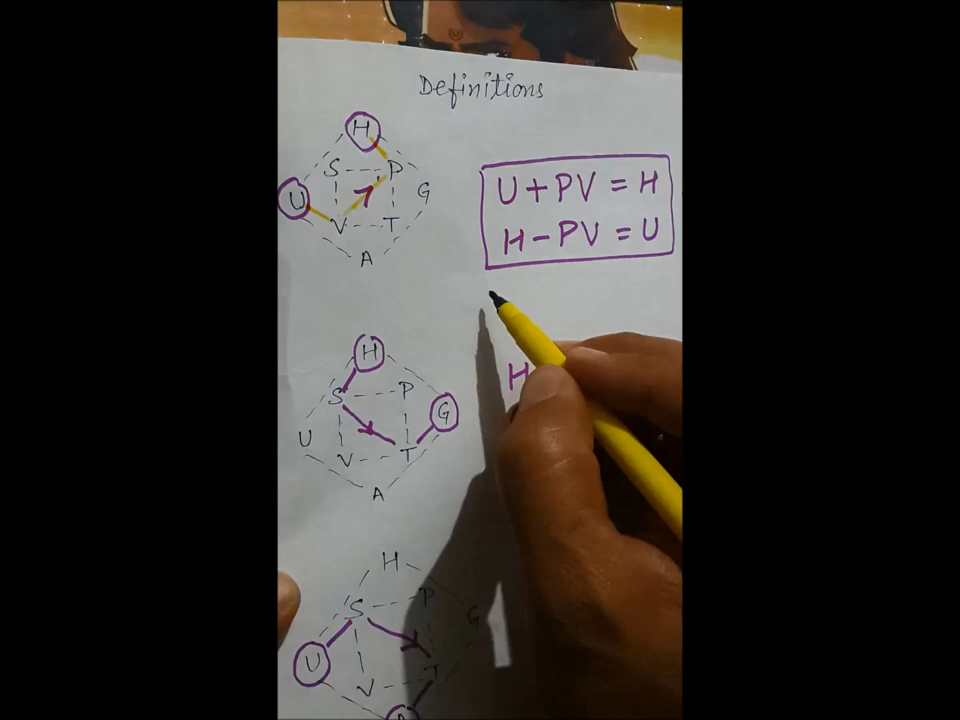 Definitions
H
S P
U G
V T
A
U + PV = H
H - PV = U
H
S P
G
U
V T
A
H
H
S P
G
U
V T
A